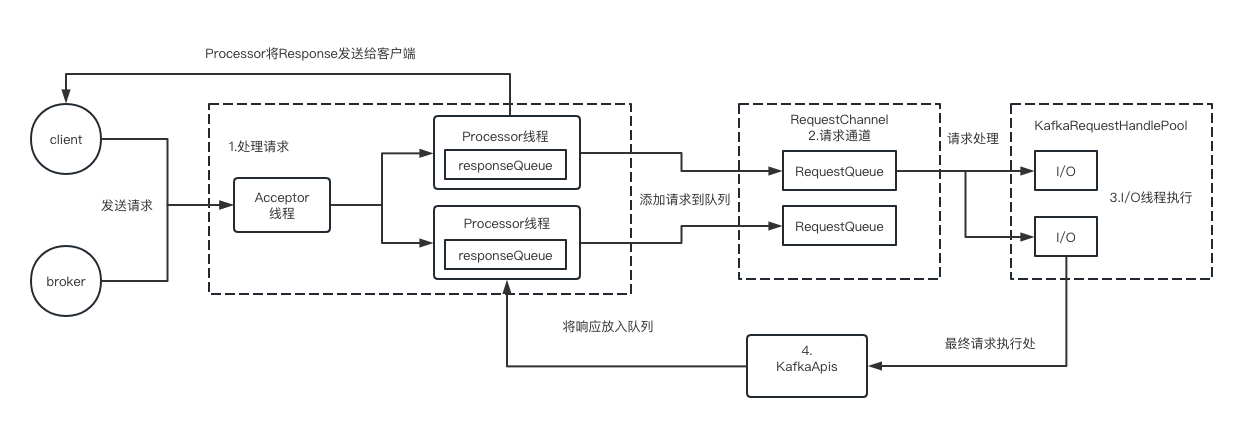 Processor将Response发送给客户端
client
发送请求
broker
1.处理请求
Acceptor
线程
Processor线程
responseQueue
Processor线程
responseQueue
添加请求到队列
RequestChannel
2.请求通道
RequestQueue
RequestQueue
请求处理
KafkaRequestHandlePool
I/O
3.I/O线程执行
I/O
将响应放入队列
4.
KafkaApis
最终请求执行处